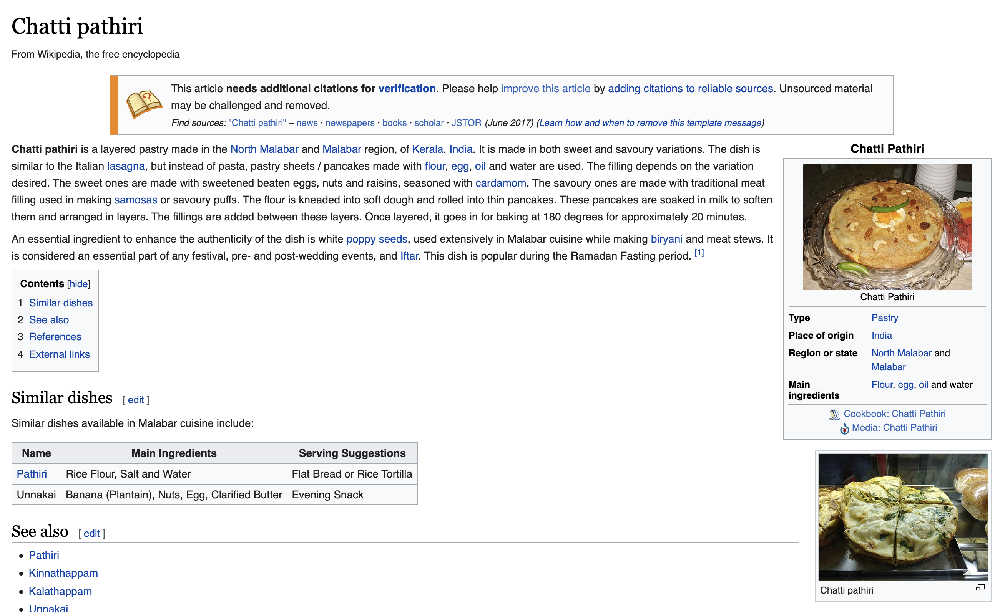 Chatti pathiri
From Wikipedia, the free encyclopedia
This article needs additional citations for verification. Please help improve this article by adding citations to reliable sources. Unsourced material
may be challenged and removed.
Find sources: "Chatti pathiri" – news · newspapers · books · scholar · JSTOR (June 2017) (Learn how and when to remove this template message)
Chatti pathiri is a layered pastry made in the North Malabar and Malabar region, of Kerala, India. It is made in both sweet and savoury variations. The dish is
similar to the Italian lasagna, but instead of pasta, pastry sheets / pancakes made with flour, egg, oil and water are used. The filling depends on the variation
desired. The sweet ones are made with sweetened beaten eggs, nuts and raisins, seasoned with cardamom. The savoury ones are made with traditional meat
filling used in making samosas or savoury puffs. The flour is kneaded into soft dough and rolled into thin pancakes. These pancakes are soaked in milk to soften
them and arranged in layers. The fillings are added between these layers. Once layered, it goes in for baking at 180 degrees for approximately 20 minutes.
An essential ingredient to enhance the authenticity of the dish is white poppy seeds, used extensively in Malabar cuisine while making biryani and meat stews. It
is considered an essential part of any festival, pre- and post-wedding events, and Iftar. This dish is popular during the Ramadan Fasting period. [1]
Contents [hide]
1 Similar dishes
2 See also
3 References
4 External links
Similar dishes [ edit ]
Similar dishes available in Malabar cuisine include:
Name Main Ingredients Serving Suggestions
Pathiri Rice Flour, Salt and Water Flat Bread or Rice Tortilla
Unnakai Banana (Plantain), Nuts, Egg, Clarified Butter Evening Snack
See also [ edit ]
• Pathiri
• Kinnathappam
• Kalathappam
• Unnakai
Chatti Pathiri
Chatti Pathiri
Type Pastry
Place of origin India
Region or state North Malabar and
Malabar
Main Flour, egg, oil and water
ingredients
WIKIBOOKS Cookbook: Chatti Pathiri
Media: Chatti Pathiri
Chatti pathiri